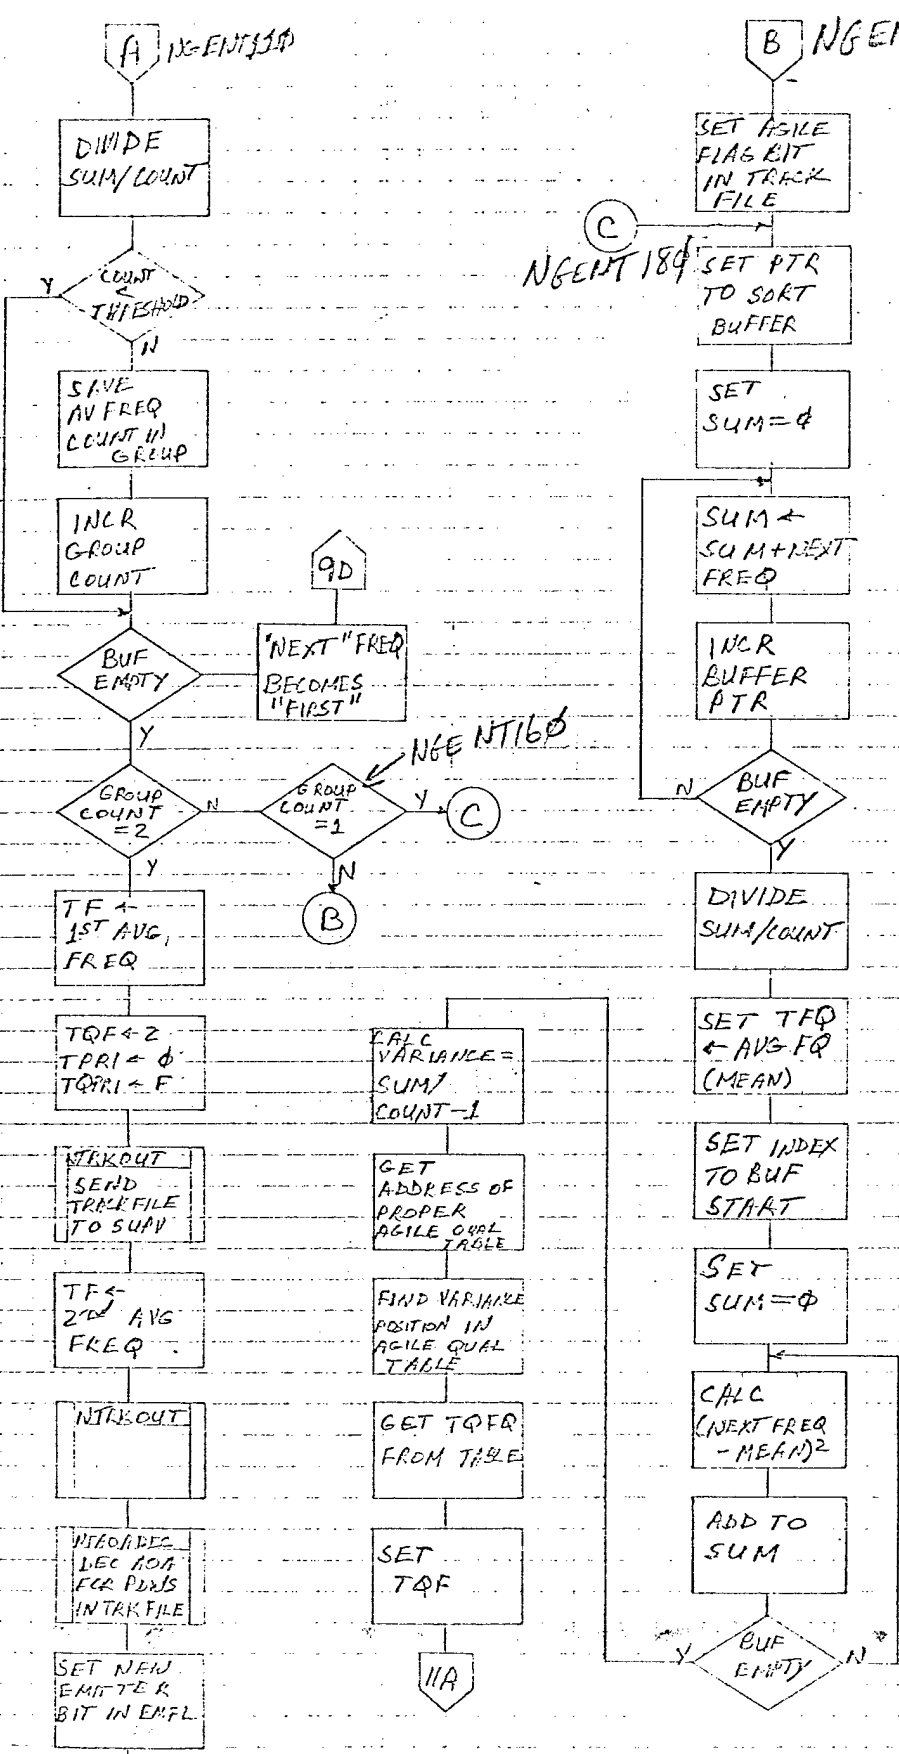 A
NGENT110
DIVIDE
SUM/COUNT
COUNT
<
THRESHOLD
Y
N
SAVE
AV FREQ
COUNT IN
GROUP
INCR
GROUP
COUNT
BUF
EMPTY
Y
9D
"NEXT" FREQ
BECOMES
"FIRST"
GROUP
COUNT
=2
N
Y
NGENT16Ø
GROUP
COUNT
=1
Y
C
N
B
TF ←
1ST AVG.
FREQ
TQF ← 2
TPRI ← Ø
TQPRI ← F
NTRKOUT
SEND
TRACKFILE
TO SUPV
TF ←
2nd AVG
FREQ
NTRKOUT
DEC AOA
FOR PDWS
IN TRK FILE
SET NEW
EMITTER
BIT IN EMFL
CALC
VARIANCE =
SUM/
COUNT-1
GET
ADDRESS OF
PROPER
AGILE QUAL
TABLE
FIND VARIANCE
POSITION IN
AGILE QUAL
TABLE
GET TQFQ
FROM TABLE
SET
TQF
11A
B
NGEN
SET AGILE
FLAG BIT
IN TRACK
FILE
C
NGENT 18Ø
SET PTR
TO SORT
BUFFER
SET
SUM=Ø
SUM ←
SUM+NEXT
FREQ
INCR
BUFFER
PTR
BUF
EMPTY
N
Y
DIVIDE
SUM/COUNT
SET TFQ
← AVG FQ
(MEAN)
SET INDEX
TO BUF
START
SET
SUM=Ø
CALC
(NEXT FREQ
- MEAN)²
ADD TO
SUM
BUF
EMPTY
Y
N